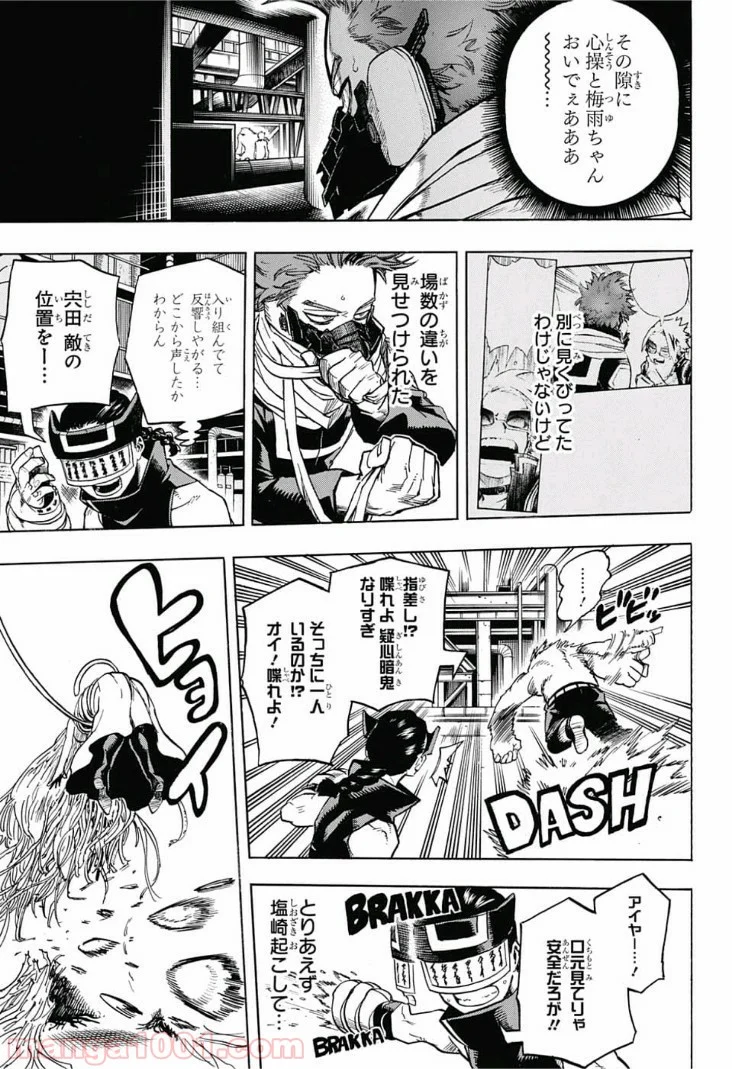 その隙に
心操と梅雨ちゃん
おいでぇあああ
〜〜〜〜…
別に見くびってた
わけじゃないけど
場数の違いを
見せつけられた
入り組んでて
反響しやがる…
どこから声したか
わからん
宍田 敵の
位置をー…
……
ビビッ
指差し!?
喋れよ 疑心暗鬼
なりすぎ
そっちに一人
いるのか!?
オイ!喋れよ!
DASH
ヒョイ
アイヤー……
口元見てりゃ
安全だろが!!
BRAKKA
とりあえず
塩崎起こして…
BRAKKA
manga1001.com